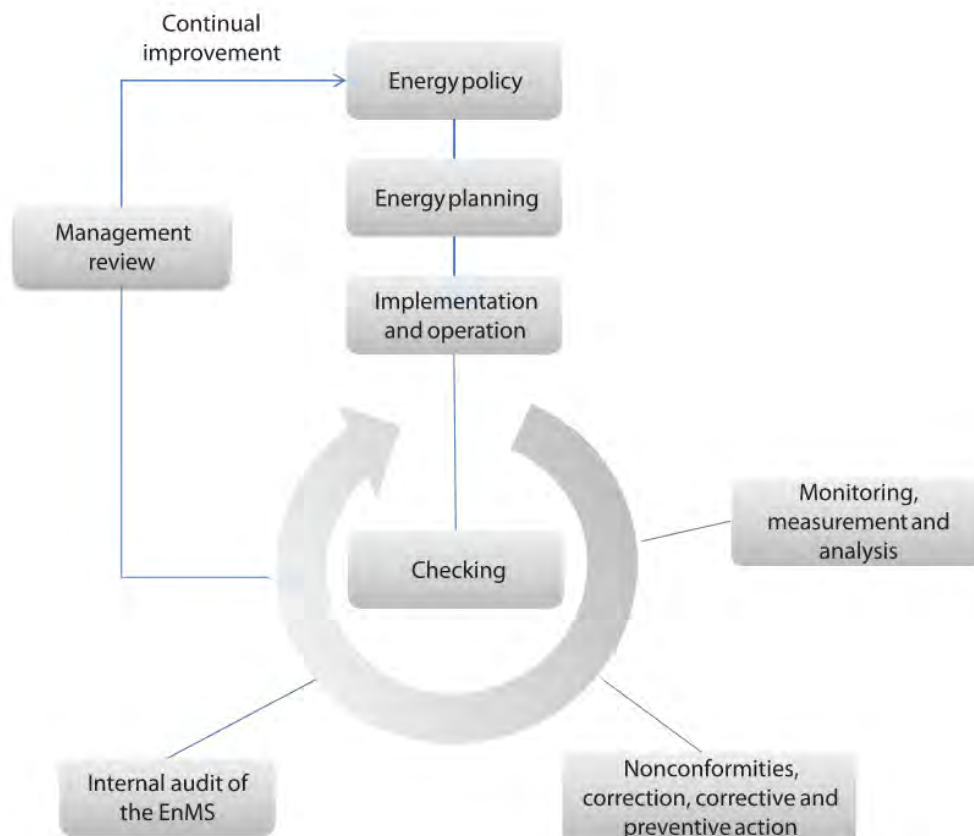 Continual
improvement
Energy policy
Energy planning
Management
review
Implementation
and operation
Monitoring,
measurement and
analysis
Checking
Internal audit of
the EnMS
Nonconformities,
correction, corrective and
preventive action